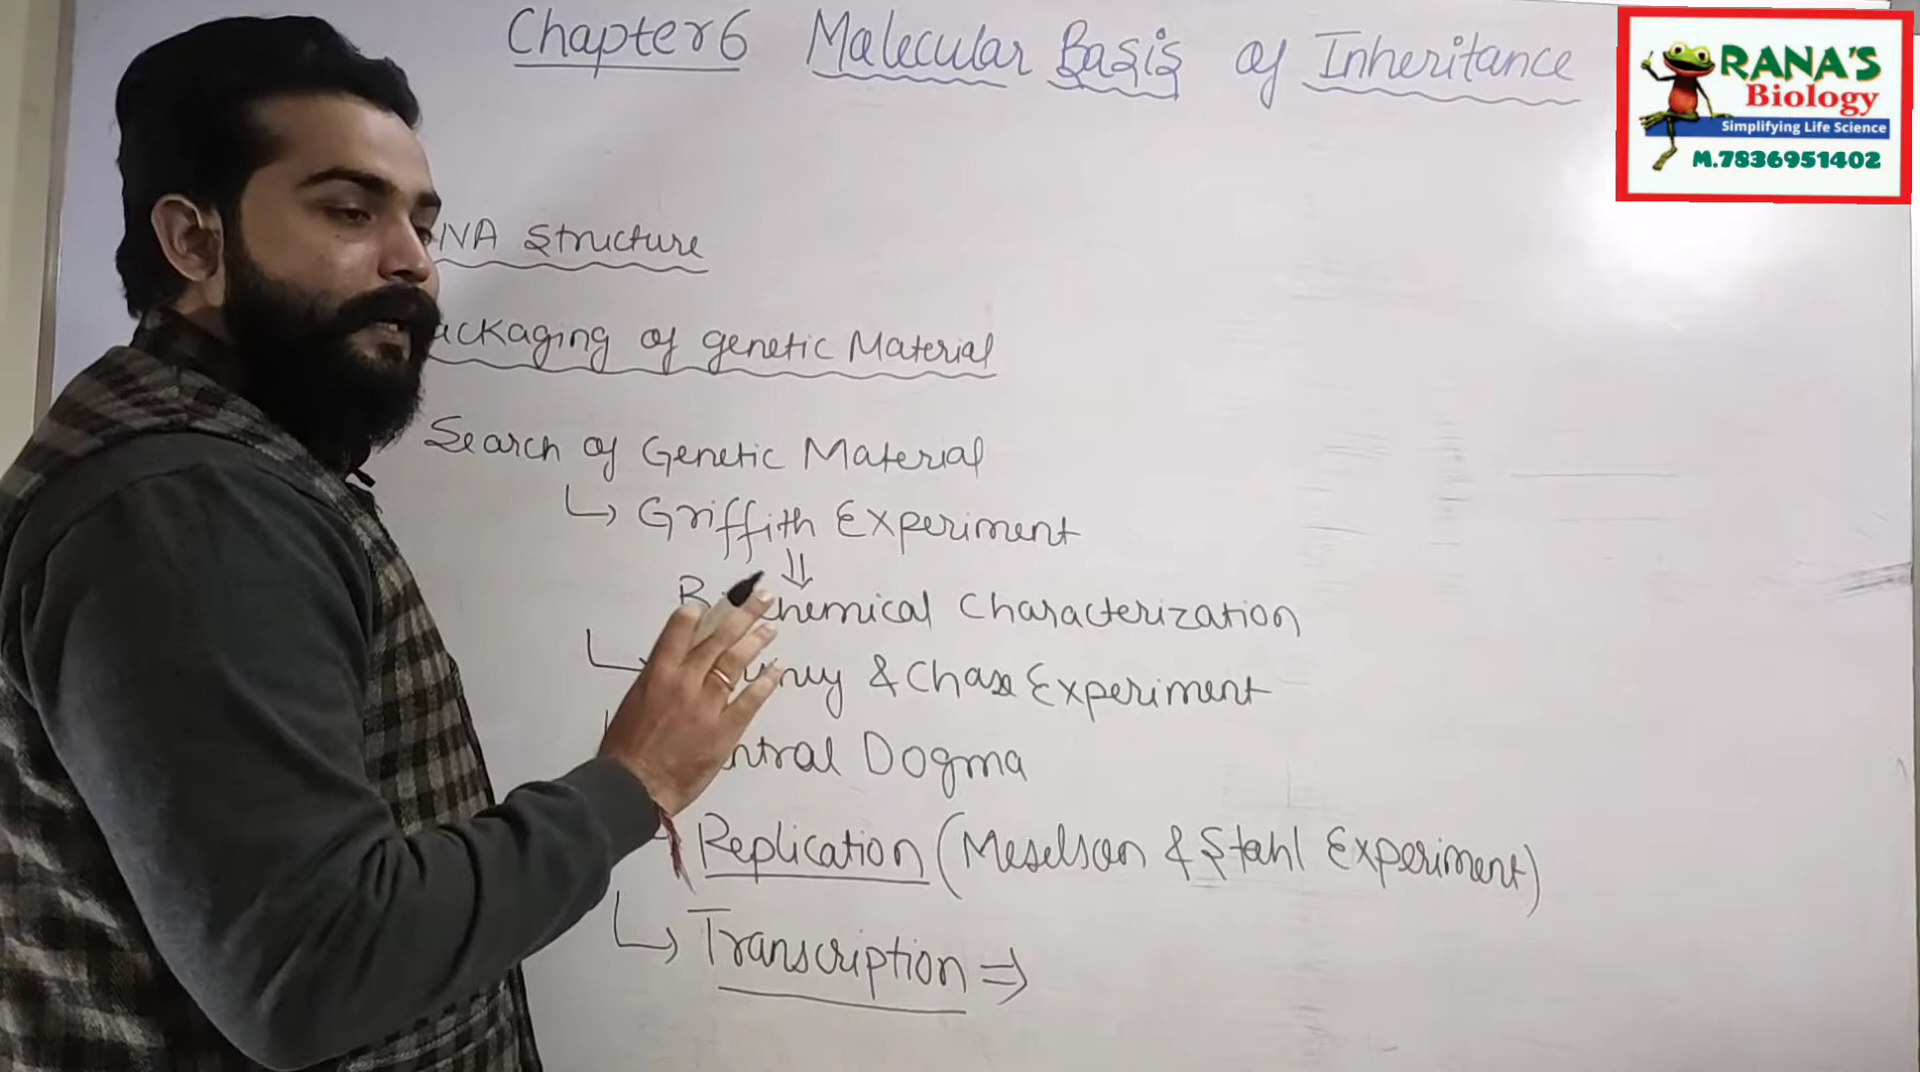 Chapter 6 Molecular Basis of Inheritance
RANA'S
Biology
Simplifying Life Science
M.7836951402
NA Structure
ackaging of genetic Material
Search of Genetic Material
↳ Griffith Experiment
⇓
chemical Characterization
& Chase Experiment
ntral Dogma
Replication (Meselson & Stahl Experiment)
↳ Transcription ⇒